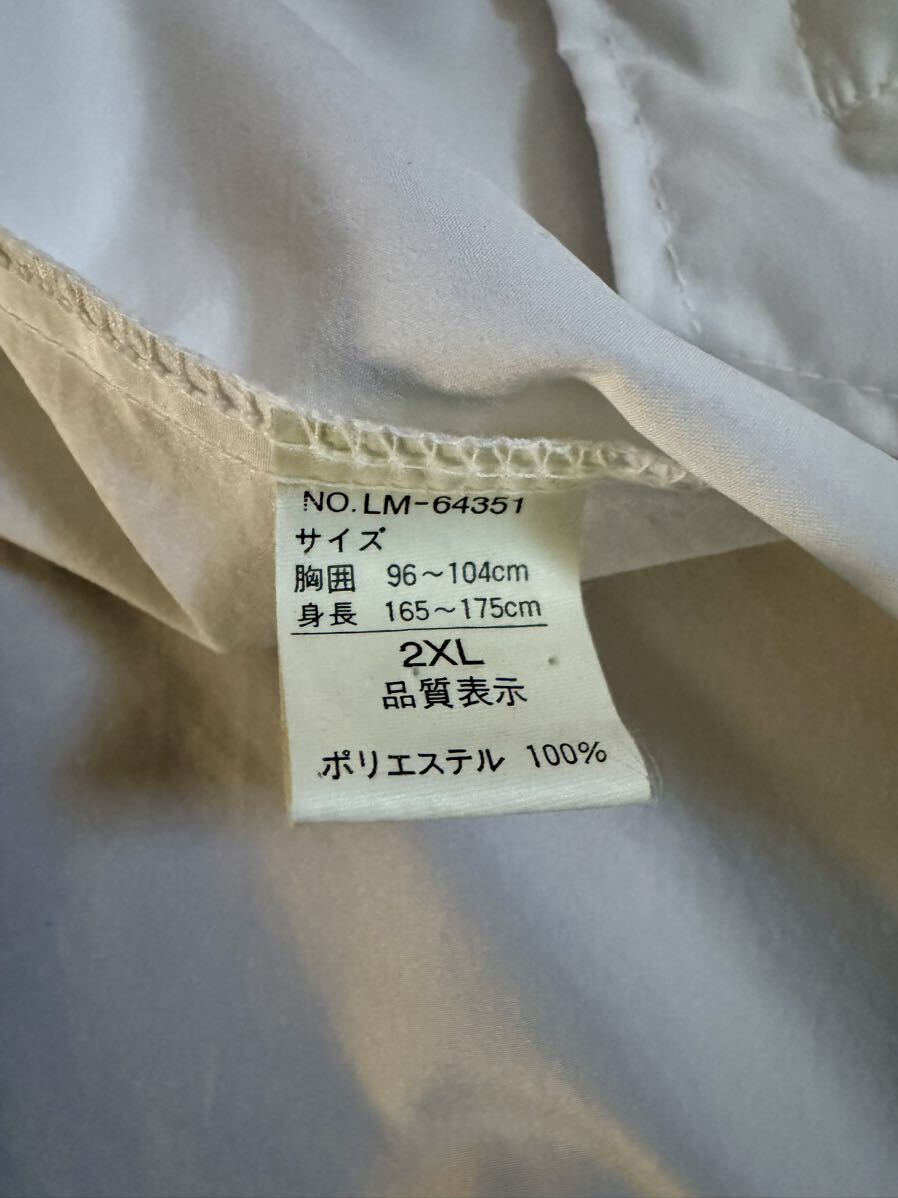 NO.LM-64351
サイズ
胸囲 96～104cm
身長 165～175cm
2XL
品質表示
ポリエステル 100%